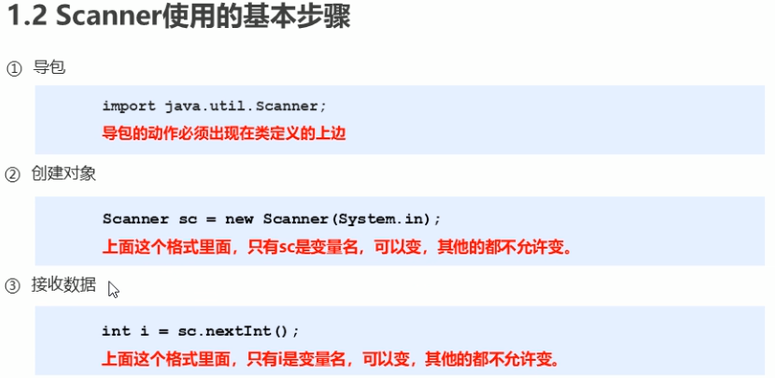 1.2 Scanner使用的基本步骤
① 导包
import java.util.Scanner;
导包的动作必须出现在类定义的上边
② 创建对象
Scanner sc = new Scanner(System.in);
上面这个格式里面，只有sc是变量名，可以变，其他的都不允许变。
③ 接收数据
int i = sc.nextInt();
上面这个格式里面，只有i是变量名，可以变，其他的都不允许变。